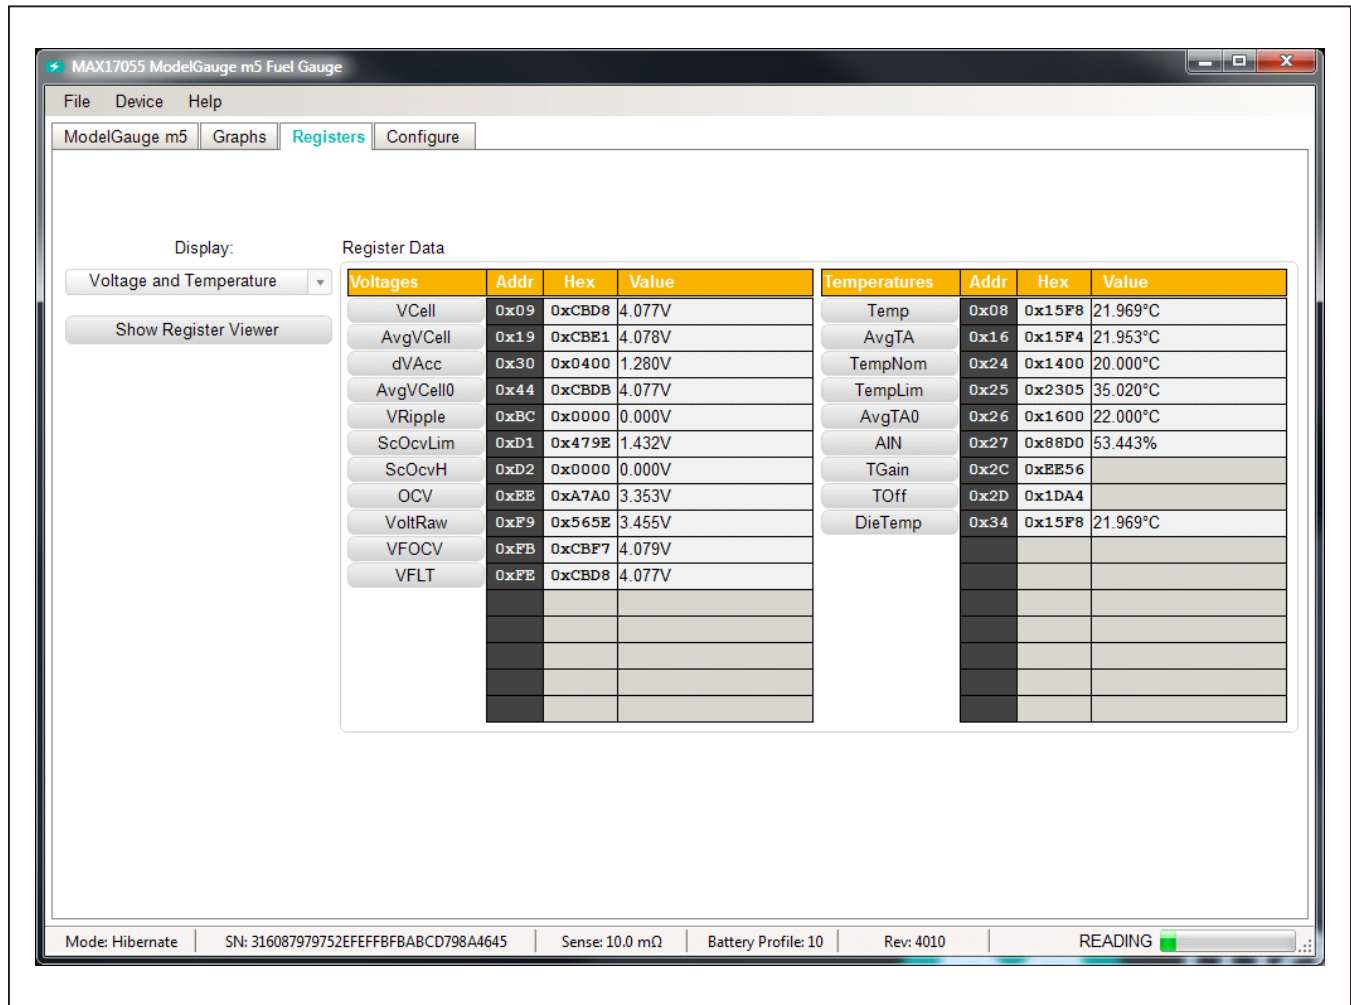 MAX17055 ModelGauge m5 Fuel Gauge
File Device Help
ModelGauge m5 Graphs Registers Configure
Display: Register Data
Voltage and Temperature
Show Register Viewer
Voltages Addr Hex Value Temperatures Addr Hex Value
VCell 0x09 0xCBD8 4.077V Temp 0x08 0x15F8 21.969°C
AvgVCell 0x19 0xCBE1 4.078V AvgTA 0x16 0x15F4 21.953°C
dVAcc 0x30 0x0400 1.280V TempNom 0x24 0x1400 20.000°C
AvgVCell0 0x44 0xCBDB 4.077V TempLim 0x25 0x2305 35.020°C
VRipple 0xBC 0x0000 0.000V AvgTA0 0x26 0x1600 22.000°C
ScOcvLim 0xD1 0x479E 1.432V AIN 0x27 0x88D0 53.443%
ScOcvH 0xD2 0x0000 0.000V TGain 0x2C 0xEE56
OCV 0xEE 0xA7A0 3.353V TOff 0x2D 0x1DA4
VoltRaw 0xF9 0x565E 3.455V DieTemp 0x34 0x15F8 21.969°C
VFOCV 0xFB 0xCBF7 4.079V
VFLT 0xFE 0xCBD8 4.077V
Mode: Hibernate SN: 316087979752EFEFFBFBABCD798A4645 Sense: 10.0 mΩ Battery Profile: 10 Rev: 4010 READING